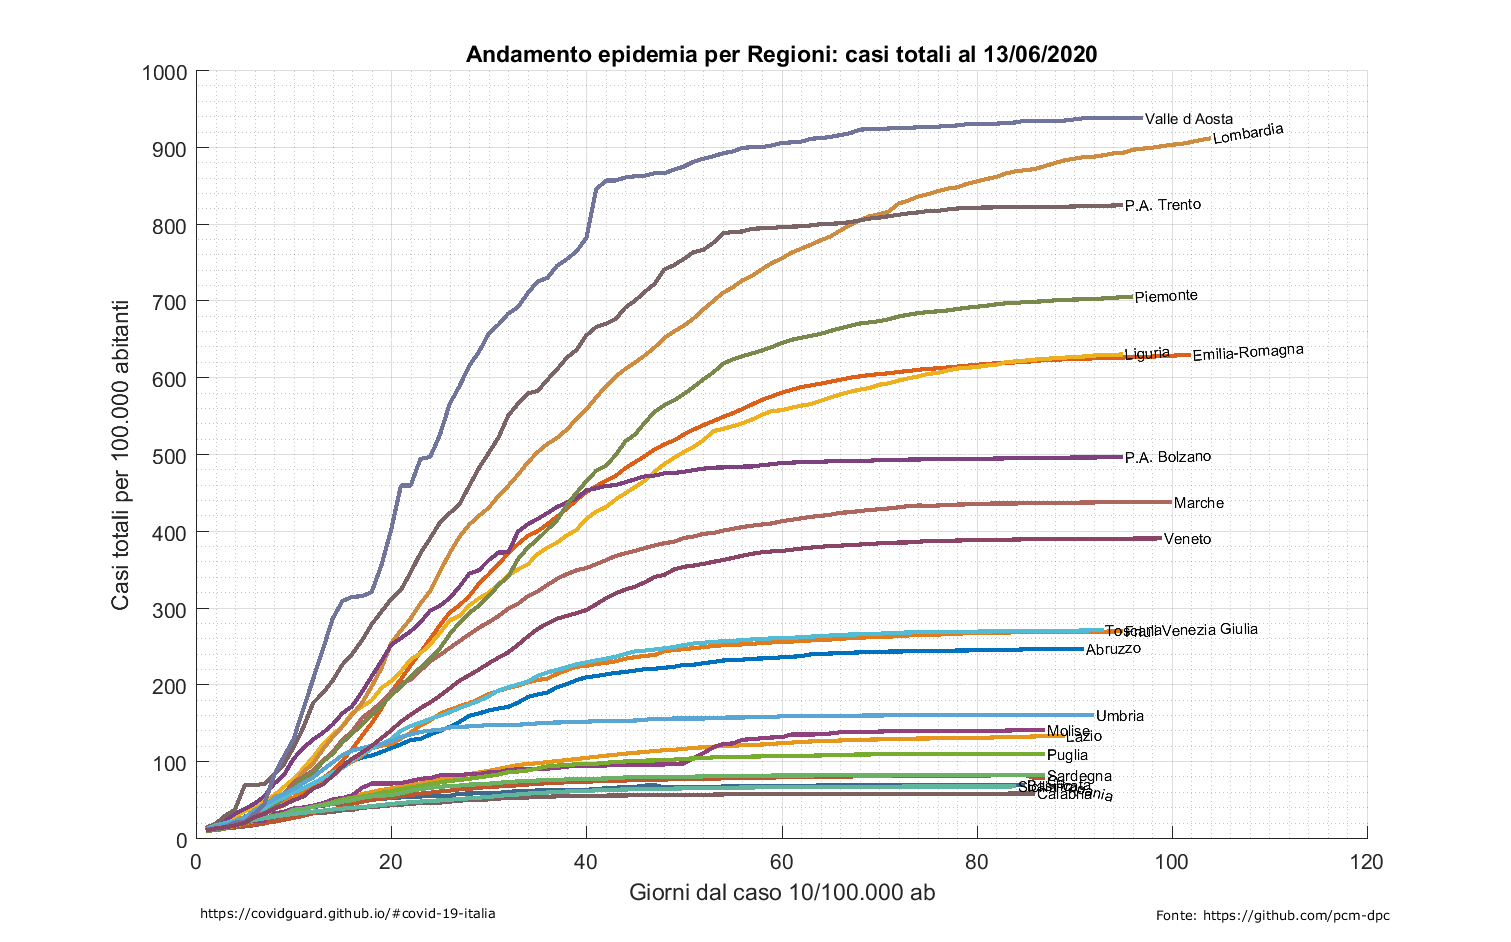 Andamento epidemia per Regioni: casi totali al 13/06/2020
1000
900
800
700
600
500
400
300
200
100
0
Casi totali per 100.000 abitanti
Valle d Aosta
Lombardia
P.A. Trento
Piemonte
Liguria
Emilia-Romagna
P.A. Bolzano
Marche
Veneto
Toscana
Friuli Venezia Giulia
Abruzzo
Umbria
Molise
Lazio
Puglia
Sardegna
Calabria
0
20
40
60
80
100
120
Giorni dal caso 10/100.000 ab
https://covidguard.github.io/#covid-19-italia
Fonte: https://github.com/pcm-dpc